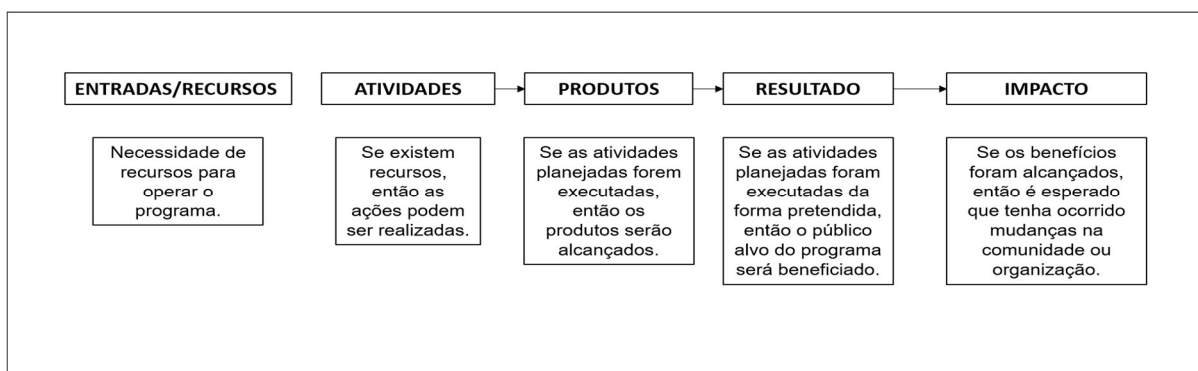 ENTRADAS/RECURSOS
ATIVIDADES
PRODUTOS
RESULTADO
IMPACTO
Necessidade de
recursos para
operar o
programa.
Se existem
recursos,
então as
ações podem
ser realizadas.
Se as atividades
planejadas forem
executadas,
então os
produtos serão
alcançados.
Se as atividades
planejadas foram
executadas da
forma pretendida,
então o público
alvo do programa
será beneficiado.
Se os benefícios
foram alcançados,
então é esperado
que tenha ocorrido
mudanças na
comunidade ou
organização.